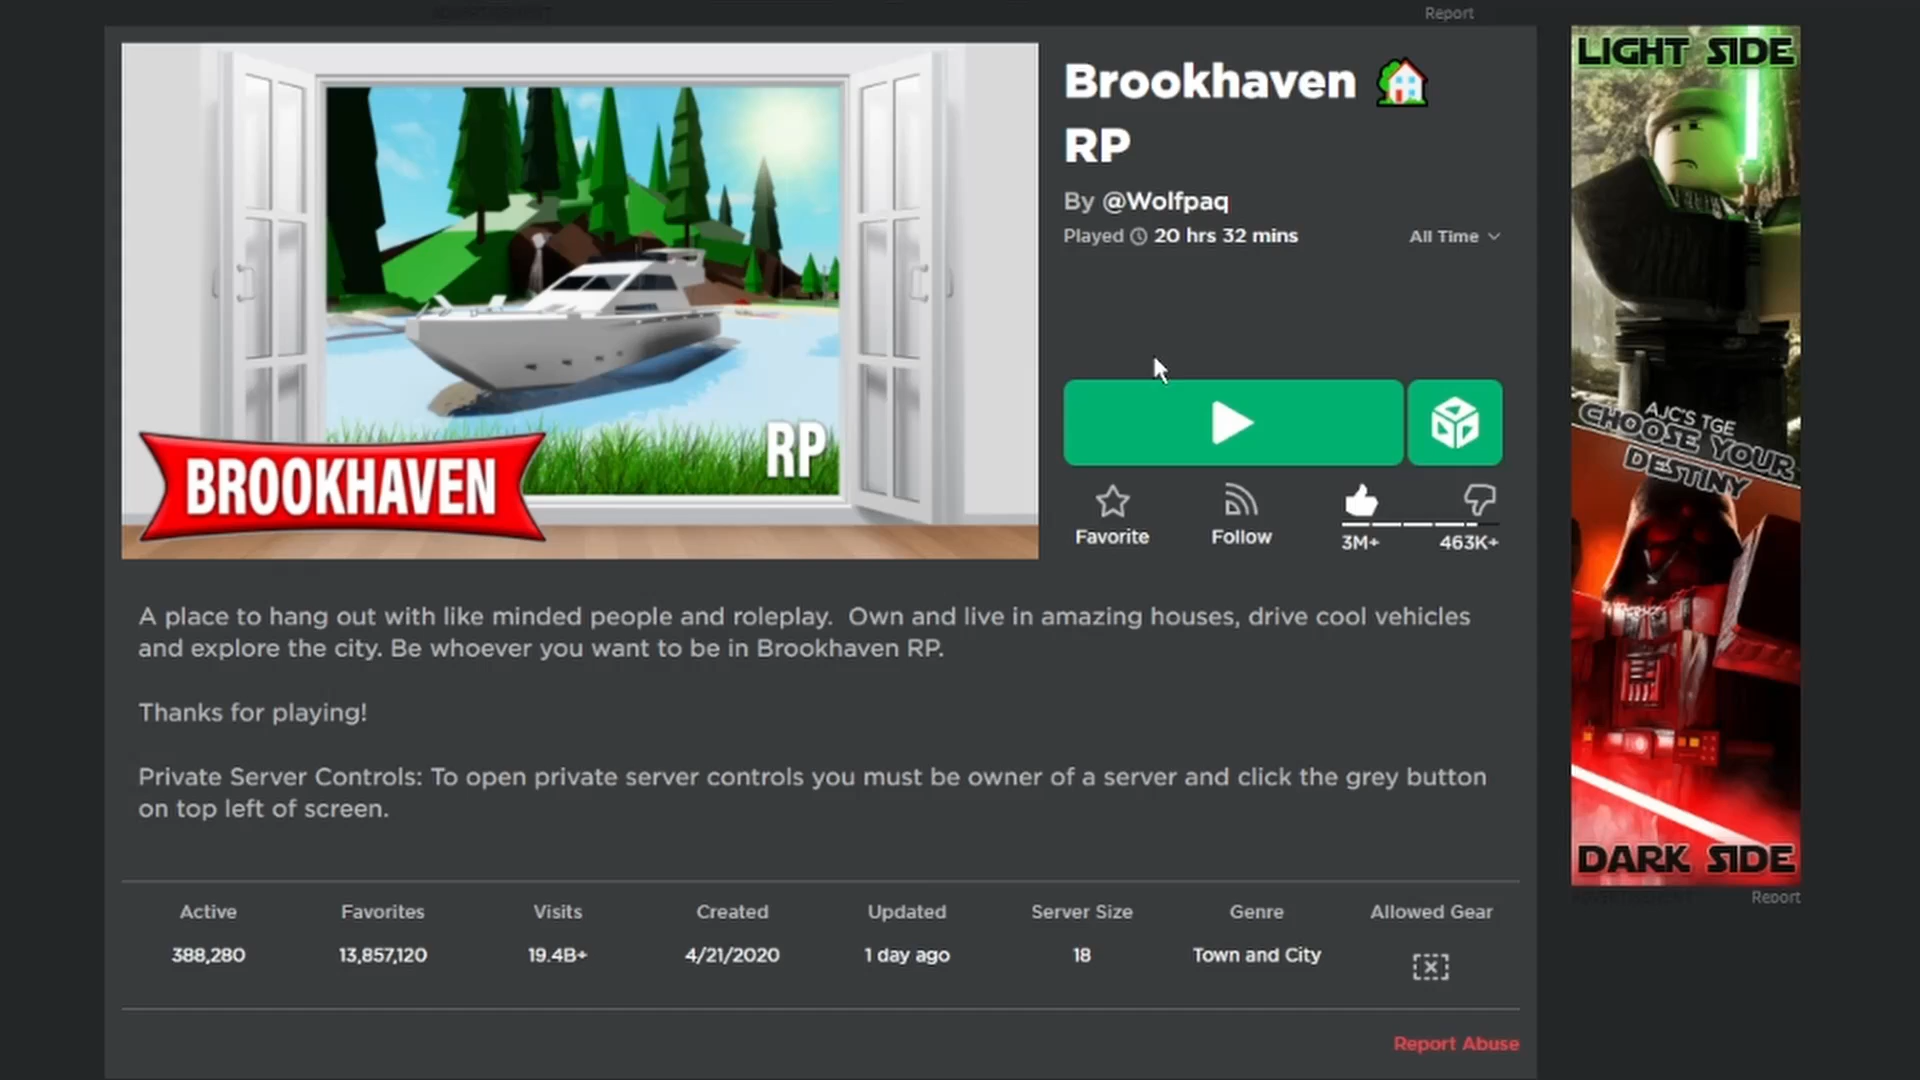 Report
BROOKHAVEN
RP
Brookhaven 🏡
RP
By @Wolfpaq
Played 20 hrs 32 mins
All Time
Favorite
Follow
3M+
463K+
A place to hang out with like minded people and roleplay.  Own and live in amazing houses, drive cool vehicles
and explore the city. Be whoever you want to be in Brookhaven RP.
Thanks for playing!
Private Server Controls: To open private server controls you must be owner of a server and click the grey button
on top left of screen.
Active Favorites Visits Created Updated Server Size Genre Allowed Gear
388,280 13,857,120 19.4B+ 4/21/2020 1 day ago 18 Town and City
Report Abuse
LIGHT SIDE
AJC'S TGE
CHOOSE YOUR
DESTINY
DARK SIDE
Report